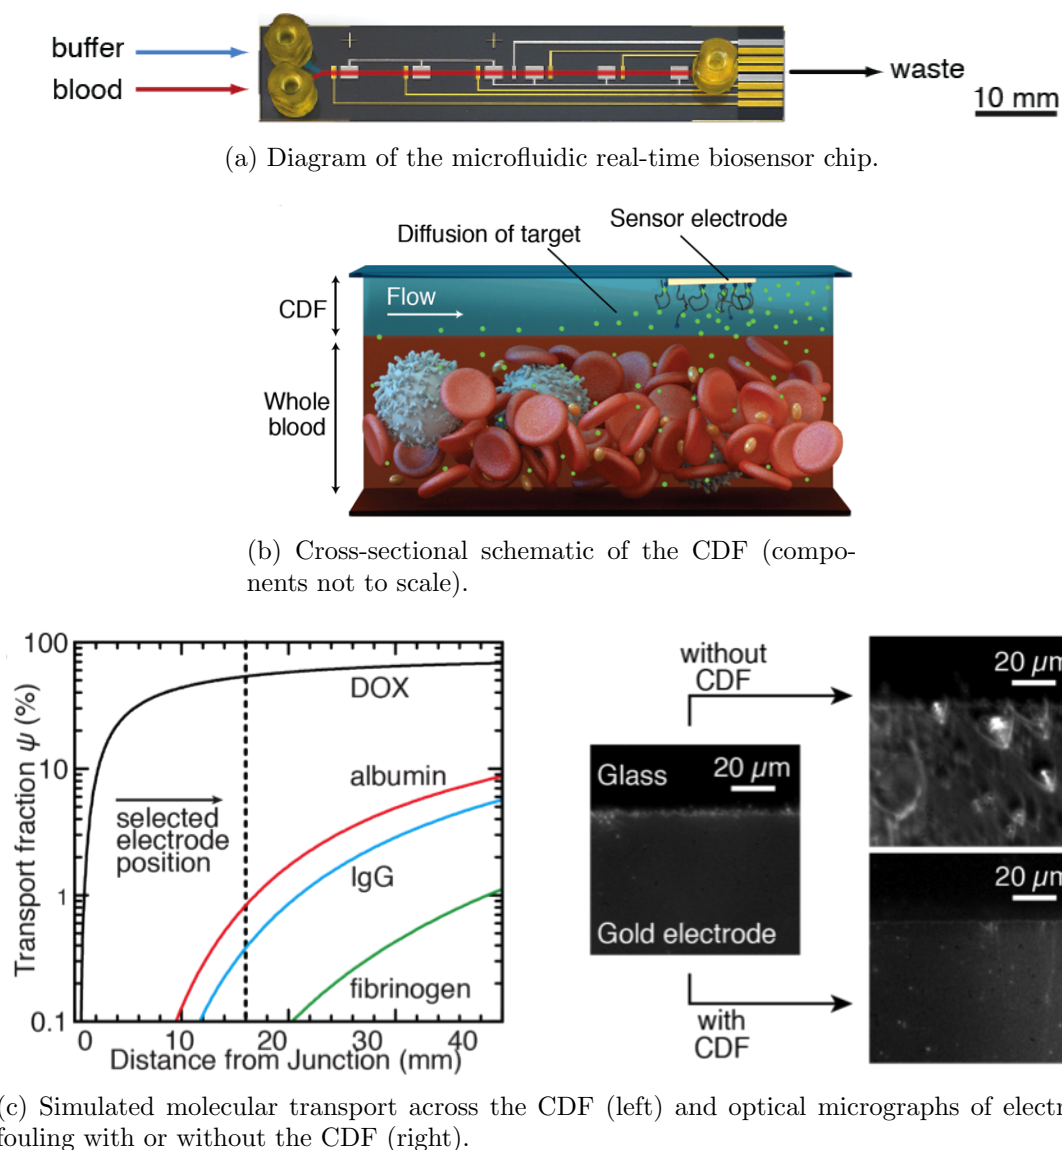 buffer
blood
waste
10 mm
(a) Diagram of the microfluidic real-time biosensor chip.
Diffusion of target
Sensor electrode
CDF
Flow
Whole
blood
(b) Cross-sectional schematic of the CDF (compo-
nents not to scale).
100
10
1
0.1
Transport fraction ψ (%)
DOX
albumin
IgG
fibrinogen
selected
electrode
position
0 10 20 30 40
Distance from Junction (mm)
without
CDF
20 µm
Glass
20 µm
Gold electrode
20 µm
with
CDF
(c) Simulated molecular transport across the CDF (left) and optical micrographs of electr
fouling with or without the CDF (right).